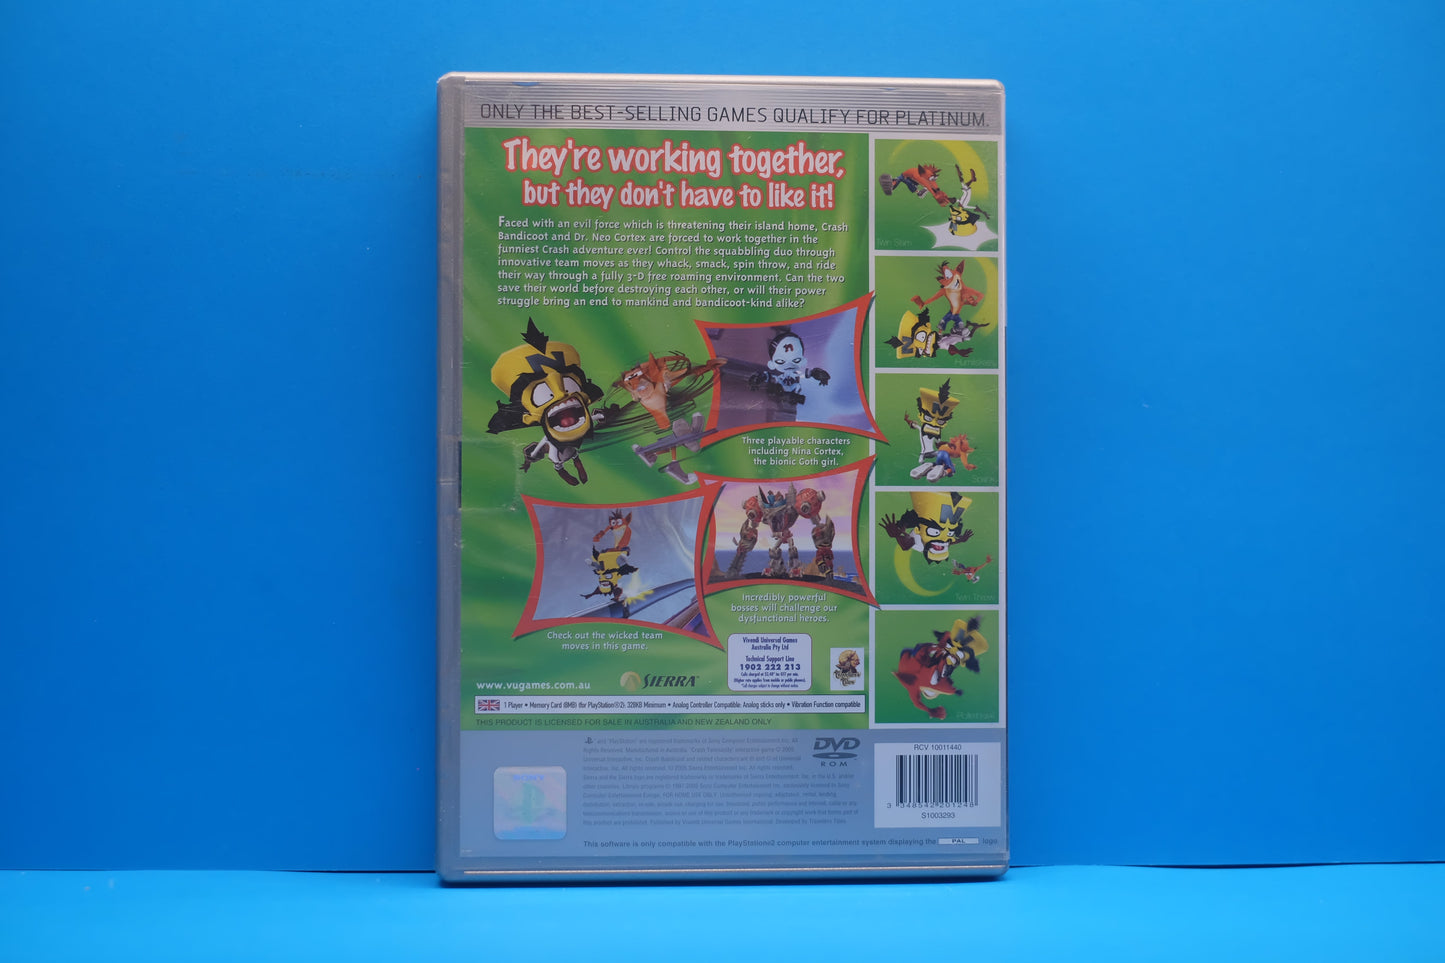 ONLY THE BEST-SELLING GAMES QUALIFY FOR PLATINUM.
They're working together,
but they don't have to like it!
Faced with an evil force which is threatening their island home, Crash
Bandicoot and Dr. Neo Cortex are forced to work together in the
funniest Crash adventure ever! Control the squabbling duo through
innovative team moves as they whack, smack, spin throw, and ride
their way through a fully 3-D free roaming environment. Can the two
save their world before destroying each other, or will their power
struggle bring an end to mankind and bandicoot-kind alike?
Twin Slam
Humiliskate
Twin Throw
Rollerbrawl
Three playable characters
including Nina Cortex,
the bionic Goth girl.
Incredibly powerful
bosses will challenge our
dysfunctional heroes.
Check out the wicked team
moves in this game.
Vivendi Universal Games
Australia Pty Ltd
Technical Support Line
1902 222 213
www.vugames.com.au
SIERRA
1 Player • Memory Card (8MB) (for PlayStation®2): 328KB Minimum • Analog Controller Compatible: Analog sticks only • Vibration Function compatible
THIS PRODUCT IS LICENSED FOR SALE IN AUSTRALIA AND NEW ZEALAND ONLY
DVD
ROM
RCV 10011440
3 348542 201248
S1003293
SONY
This software is only compatible with the PlayStation2 computer entertainment system displaying the PAL logo